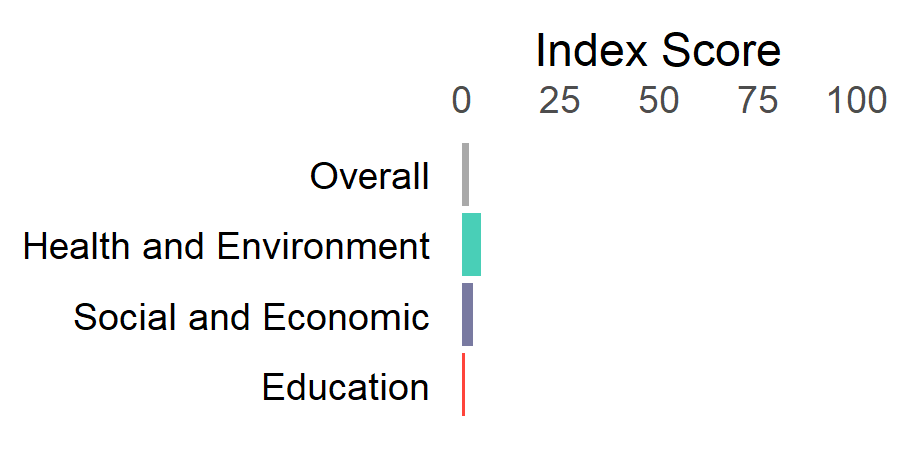 Index Score
0 25 50 75 100
Overall
Health and Environment
Social and Economic
Education